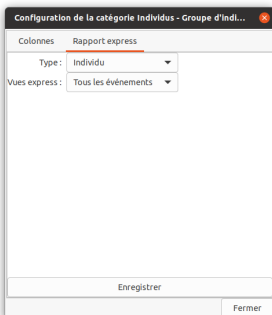 Configuration de la catégorie Individus - Groupe d'indi...
Colonnes Rapport express
Type : Individu
Vues express : Tous les événements
Enregistrer
Fermer